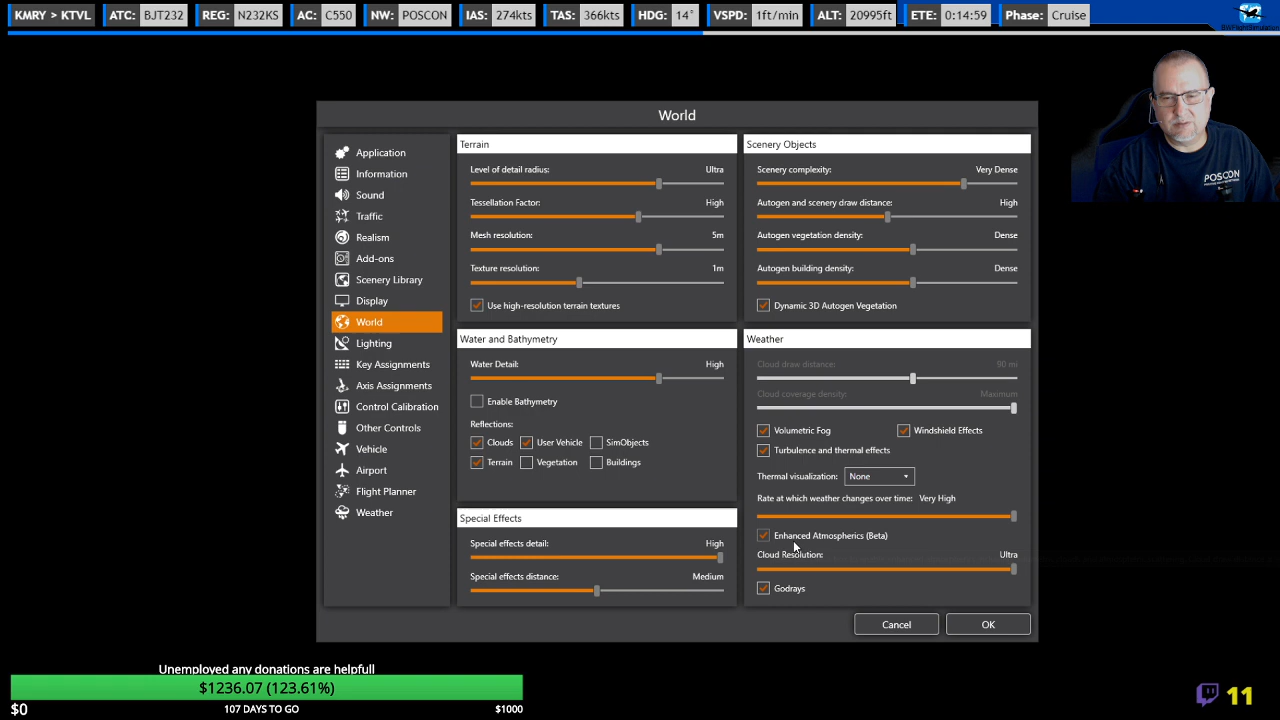 KMRY > KTVL ATC: BJT232 REG: N232KS AC: C550 NW: POSCON IAS: 274kts TAS: 366kts HDG: 14° VSPD: 1ft/min ALT: 20995ft ETE: 0:14:59 Phase: Cruise
World
Application
Information
Sound
Traffic
Realism
Add-ons
Scenery Library
Display
World
Lighting
Key Assignments
Axis Assignments
Control Calibration
Other Controls
Vehicle
Airport
Flight Planner
Weather
Terrain
Level of detail radius: Ultra
Tessellation Factor: High
Mesh resolution: 5m
Texture resolution: 1m
Use high-resolution terrain textures
Water and Bathymetry
Water Detail: High
Enable Bathymetry
Reflections:
Clouds User Vehicle SimObjects
Terrain Vegetation Buildings
Special Effects
Special effects detail: High
Special effects distance: Medium
Scenery Objects
Scenery complexity: Very Dense
Autogen and scenery draw distance: High
Autogen vegetation density: Dense
Autogen building density: Dense
Dynamic 3D Autogen Vegetation
Weather
Cloud draw distance: 90 mi
Cloud coverage density: Maximum
Volumetric Fog Windshield Effects
Turbulence and thermal effects
Thermal visualization: None
Rate at which weather changes over time: Very High
Enhanced Atmospherics (Beta)
Cloud Resolution: Ultra
Godrays
Cancel OK
POSCON
Unemployed any donations are helpfull
$1236.07 (123.61%)
$0 107 DAYS TO GO $1000
11